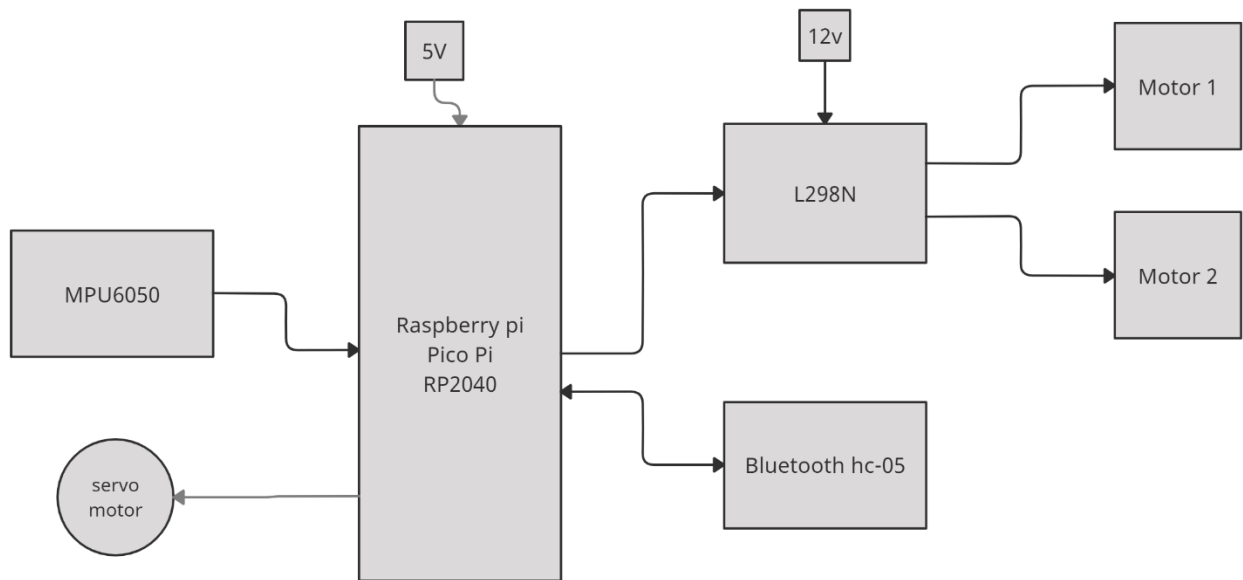 5V
12v
Motor 1
L298N
Motor 2
MPU6050
Raspberry pi
Pico Pi
RP2040
Bluetooth hc-05
servo
motor